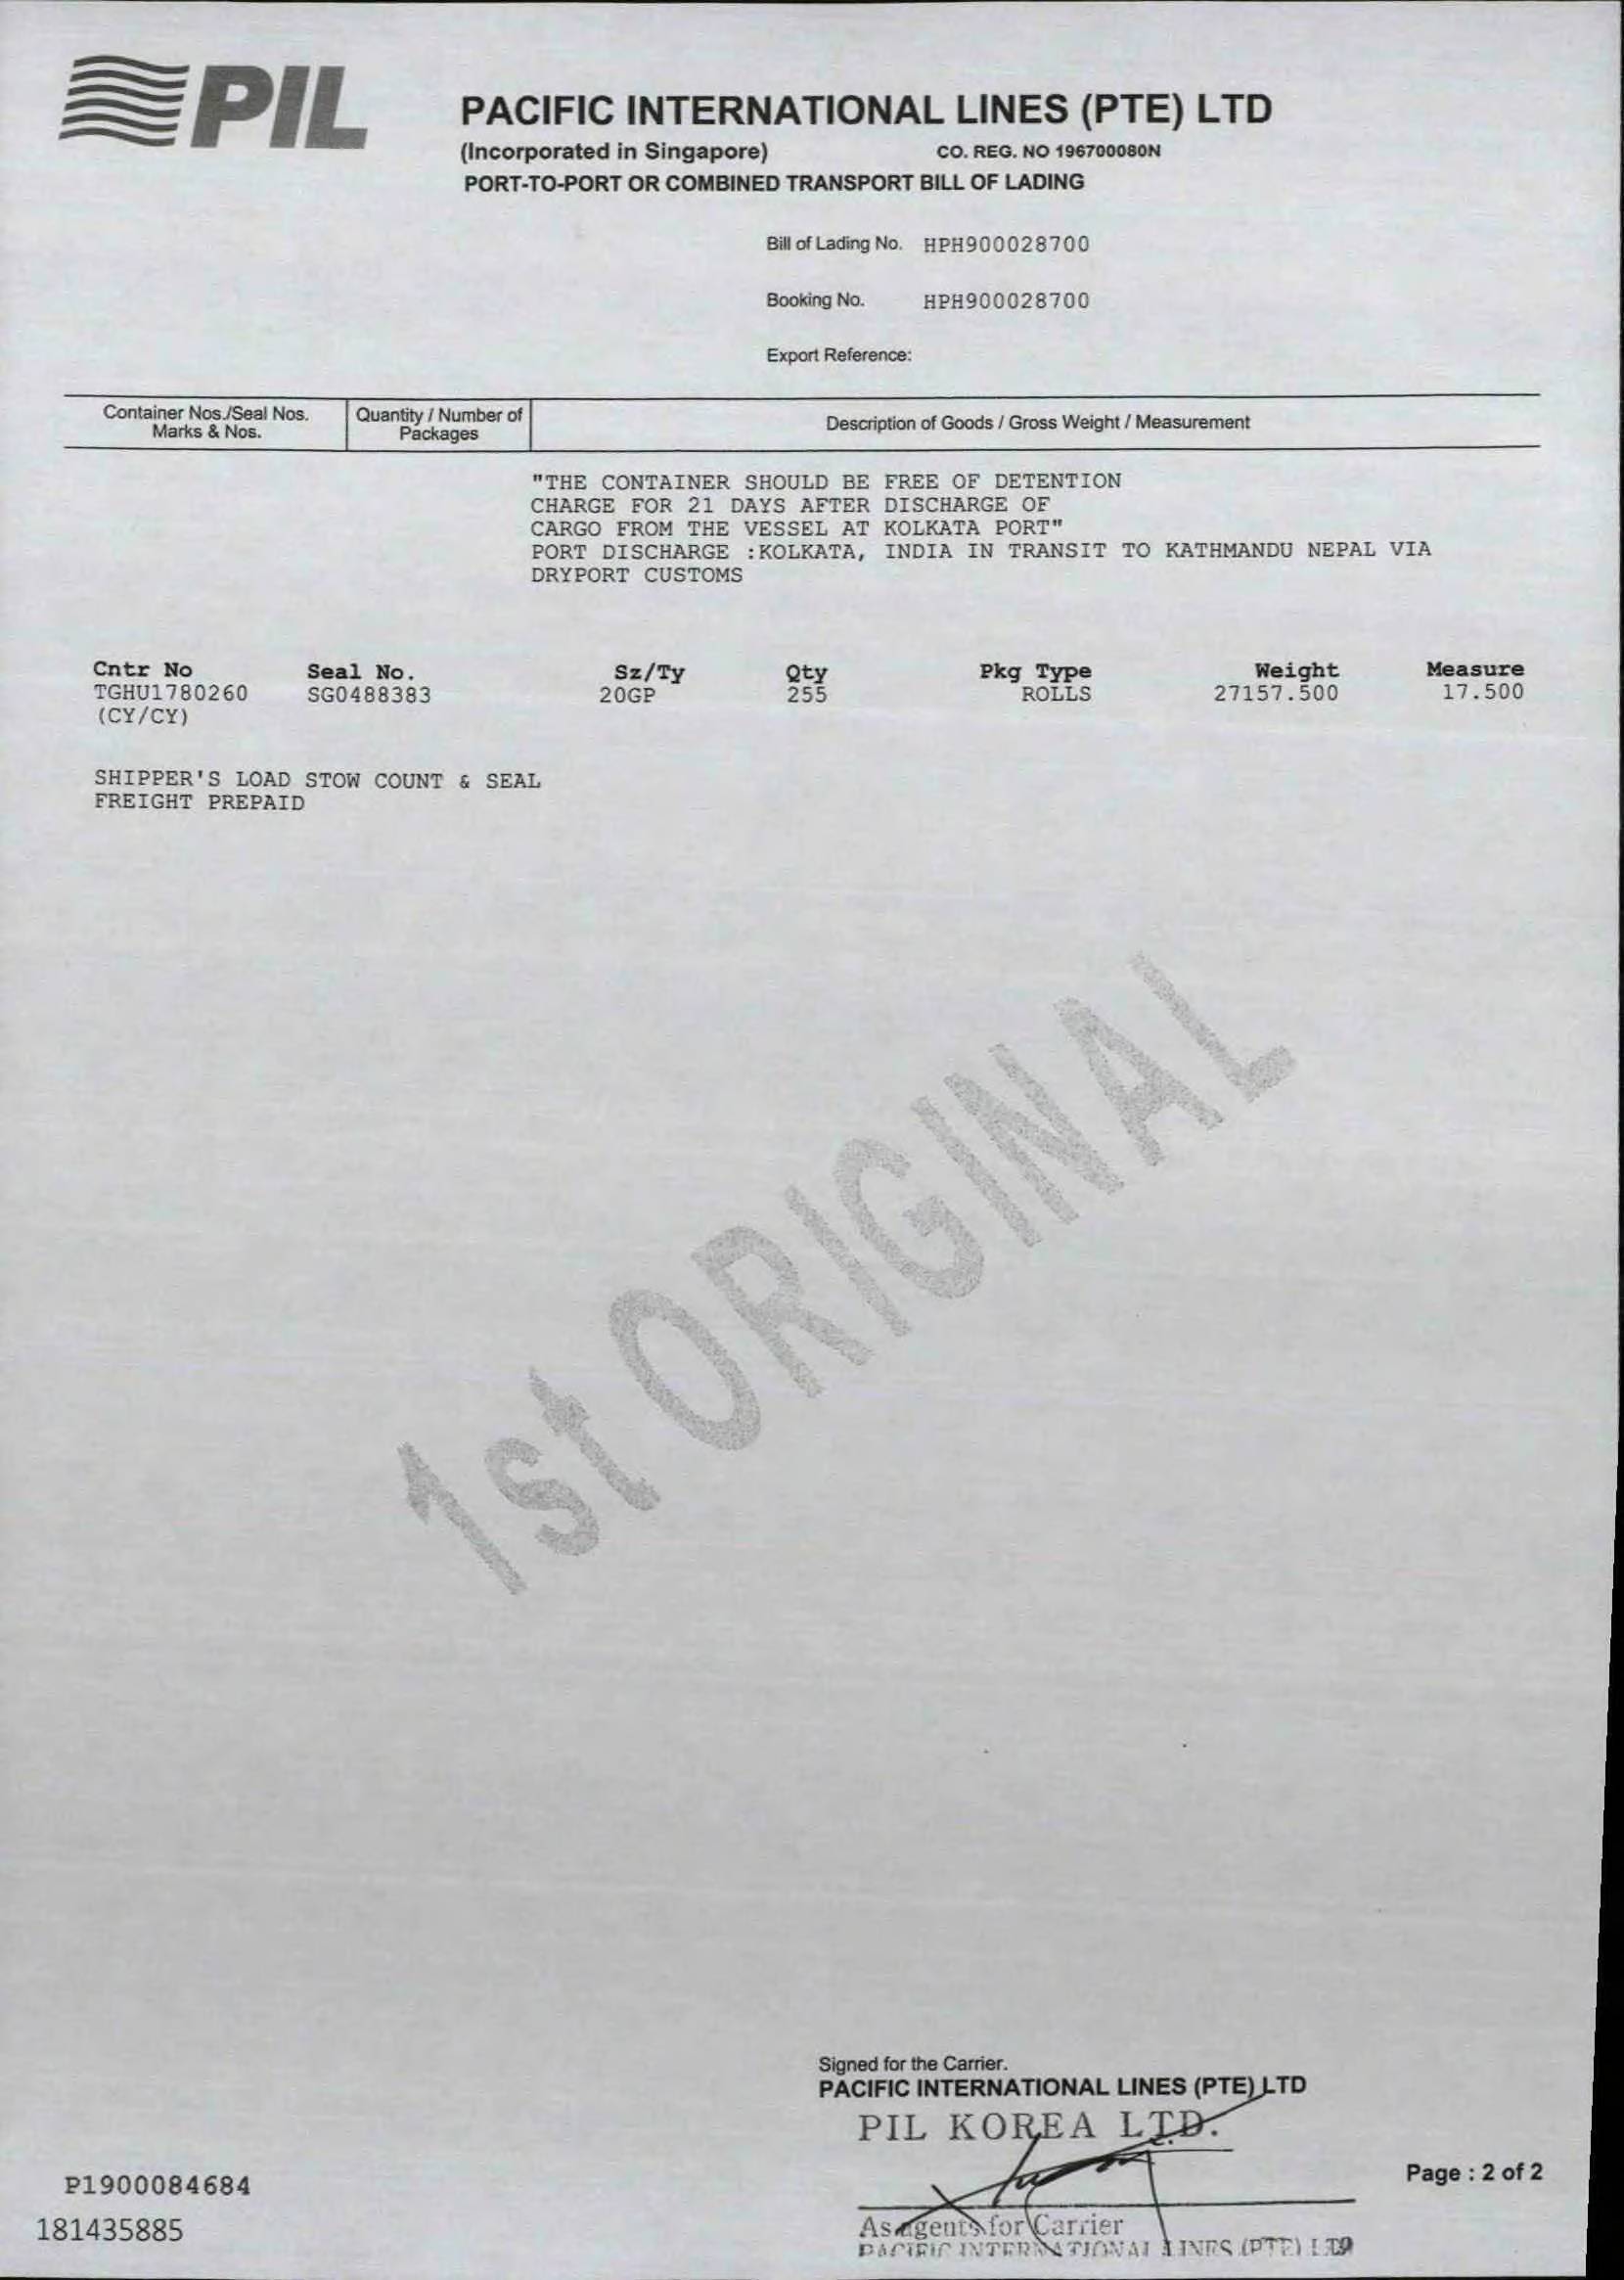 PIL
PACIFIC INTERNATIONAL LINES (PTE) LTD
(Incorporated in Singapore) CO. REG. NO 196700080N
PORT-TO-PORT OR COMBINED TRANSPORT BILL OF LADING
Bill of Lading No. HPH900028700
Booking No. HPH900028700
Export Reference:
Container Nos./Seal Nos. Marks & Nos. Quantity / Number of Packages Description of Goods / Gross Weight / Measurement
"THE CONTAINER SHOULD BE FREE OF DETENTION
CHARGE FOR 21 DAYS AFTER DISCHARGE OF
CARGO FROM THE VESSEL AT KOLKATA PORT"
PORT DISCHARGE :KOLKATA, INDIA IN TRANSIT TO KATHMANDU NEPAL VIA
DRYPORT CUSTOMS
Cntr No Seal No. Sz/Ty Qty Pkg Type Weight Measure
TGHU1780260 SG0488383 20GP 255 ROLLS 27157.500 17.500
(CY/CY)
SHIPPER'S LOAD STOW COUNT & SEAL
FREIGHT PREPAID
1st ORIGINAL
Signed for the Carrier.
PACIFIC INTERNATIONAL LINES (PTE) LTD
PIL KOREA LTD.
Page : 2 of 2
P1900084684
As agents for Carrier
181435885
PACIFIC INTERNATIONAL LINES (PTE) LTD